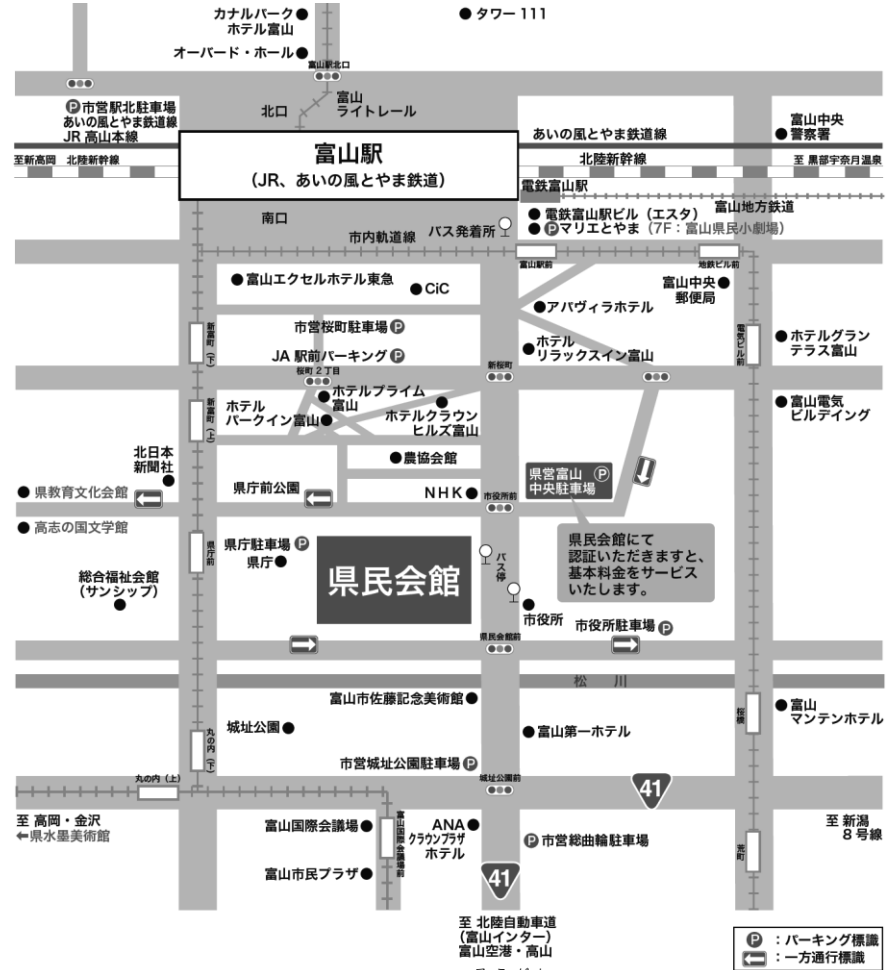 カナルパーク
ホテル富山
タワー 111
オーバード・ホール
富山駅北口
P市営駅北駐車場
あいの風とやま鉄道線
JR 高山本線
北口
富山
ライトレール
あいの風とやま鉄道線
富山中央
警察署
至新高岡 北陸新幹線
富山駅
(JR、あいの風とやま鉄道)
北陸新幹線
至 黒部宇奈月温泉
電鉄富山駅
富山地方鉄道
南口
市内軌道線
バス発着所
電鉄富山駅ビル(エスタ)
Pマリエとやま(7F:富山県民小劇場)
富山駅前
地鉄ビル前
富山エクセルホテル東急
CiC
富山中央
郵便局
アパヴィラホテル
市営桜町駐車場P
新富町(下)
電気ビル前
ホテルグラン
テラス富山
ホテル
リラックスイン富山
JA 駅前パーキングP
桜町2丁目
新桜町
ホテルプライム
富山
ホテル
パークイン富山
ホテルクラウン
ヒルズ富山
新富町(上)
富山電気
ビルデイング
北日本
新聞社
農協会館
県営富山
中央駐車場
P
県教育文化会館
県庁前公園
NHK
市役所前
高志の国文学館
県庁前
県庁駐車場P
県庁
県民会館
バス停
県民会館にて
認証いただきますと、
基本料金をサービス
いたします。
総合福祉会館
(サンシップ)
市役所
市役所駐車場P
県民会館前
松 川
富山市佐藤記念美術館
城址公園
富山第一ホテル
桜橋
富山
マンテンホテル
丸の内(下)
市営城址公園駐車場P
丸の内(上)
城址公園前
41
至 高岡・金沢
←県水墨美術館
富山国際会議場
富山国際会議場前
ANA
クラウンプラザ
ホテル
P市営総曲輪駐車場
荒町
至 新潟
8号線
富山市民プラザ
41
至 北陸自動車道
(富山インター)
富山空港・高山
P:パーキング標識
:一方通行標識